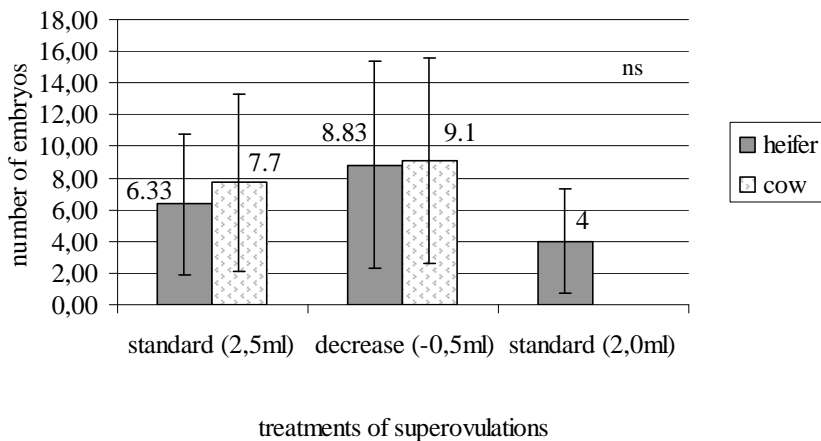 18,00
16,00
14,00
12,00
10,00
8,00
6,00
4,00
2,00
0,00
number of embryos
6.33
7.7
8.83
9.1
4
ns
heifer
cow
standard (2,5ml) decrease (-0,5ml) standard (2,0ml)
treatments of superovulations